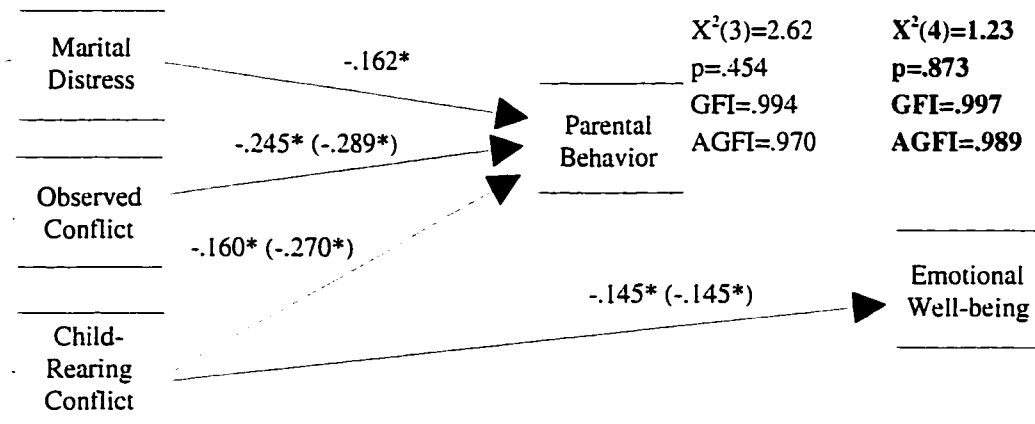 Marital
Distress
-.162*
X²(3)=2.62
p=.454
GFI=.994
AGFI=.970
X²(4)=1.23
p=.873
GFI=.997
AGFI=.989
Parental
Behavior
-.245* (-.289*)
Observed
Conflict
-.160* (-.270*)
-.145* (-.145*)
Emotional
Well-being
Child-
Rearing
Conflict